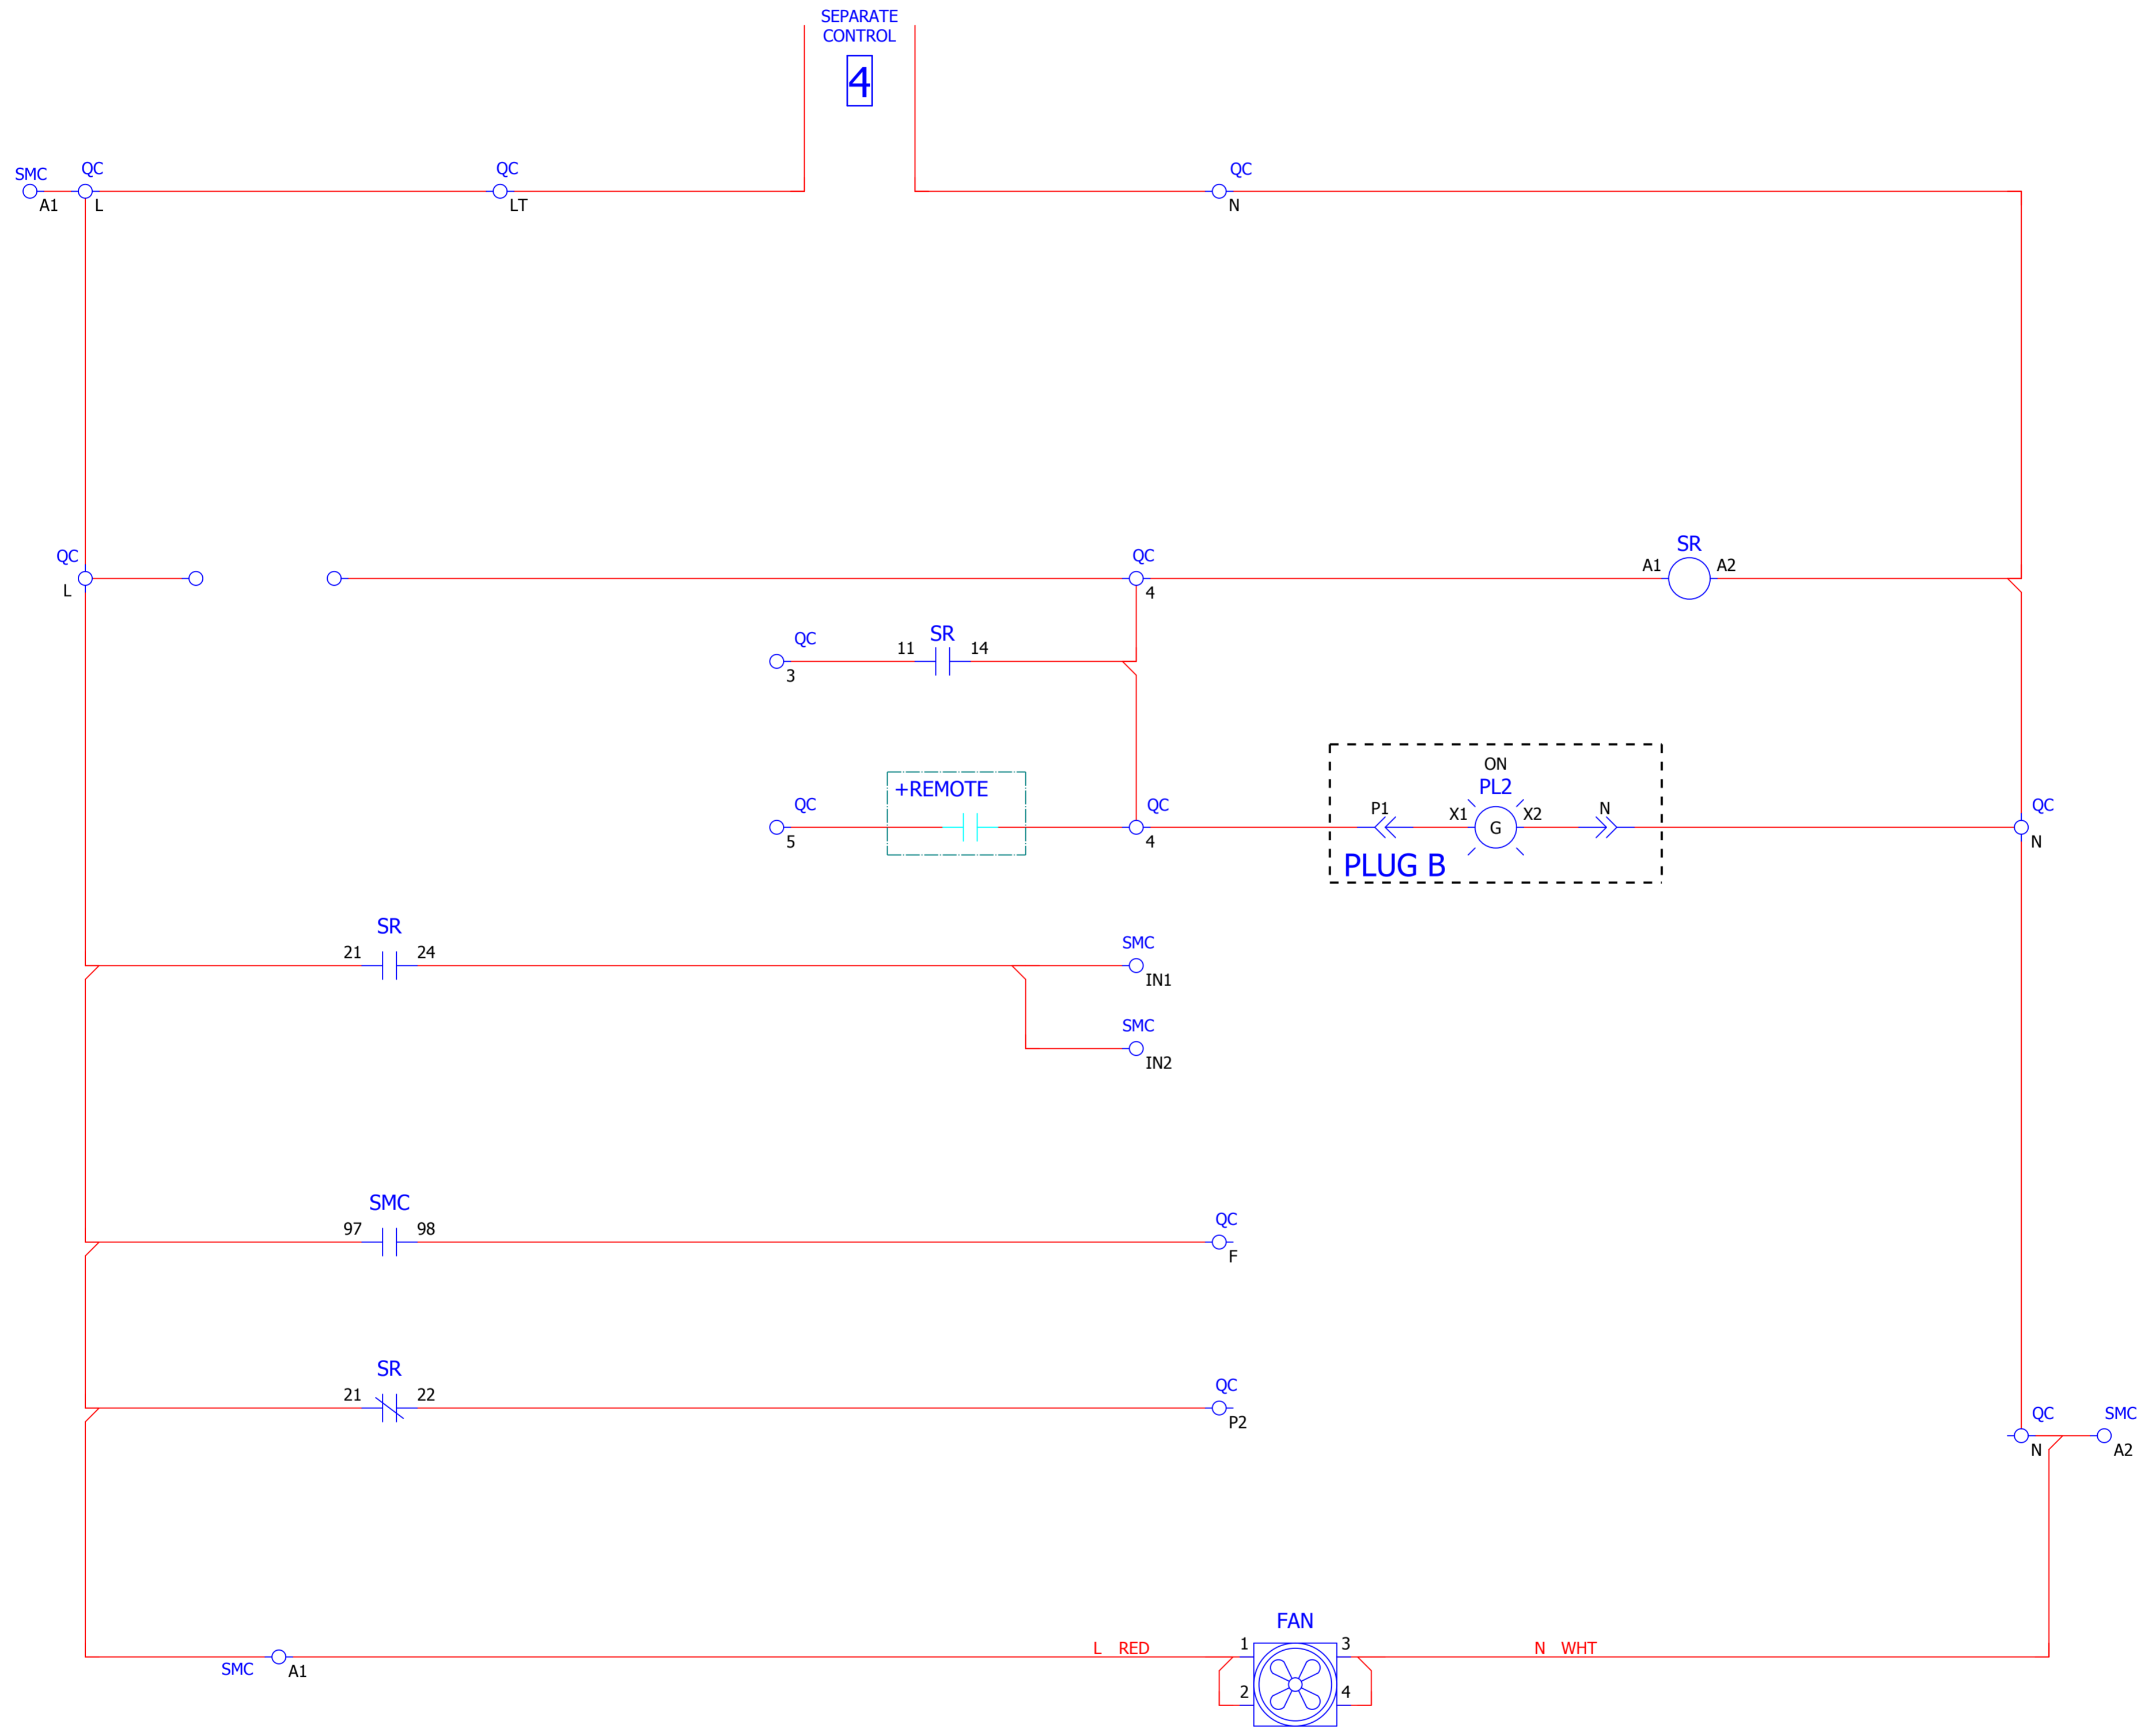 SEPARATE
CONTROL
4
SMC
A1
QC
L
QC
LT
QC
N
QC
L
QC
4
SR
A1
A2
QC
3
SR
11
14
QC
5
+REMOTE
QC
4
ON
PL2
P1
X1
G
X2
N
PLUG B
QC
N
SR
21
24
SMC
IN1
SMC
IN2
SMC
97
98
QC
F
SR
21
22
QC
P2
QC
N
SMC
A2
SMC
A1
L RED
FAN
1
3
2
4
N WHT